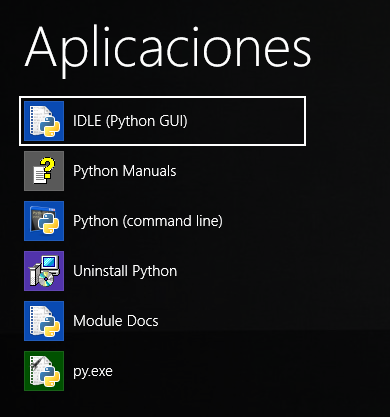 Aplicaciones
IDLE (Python GUI)
Python Manuals
Python (command line)
Uninstall Python
Module Docs
py.exe